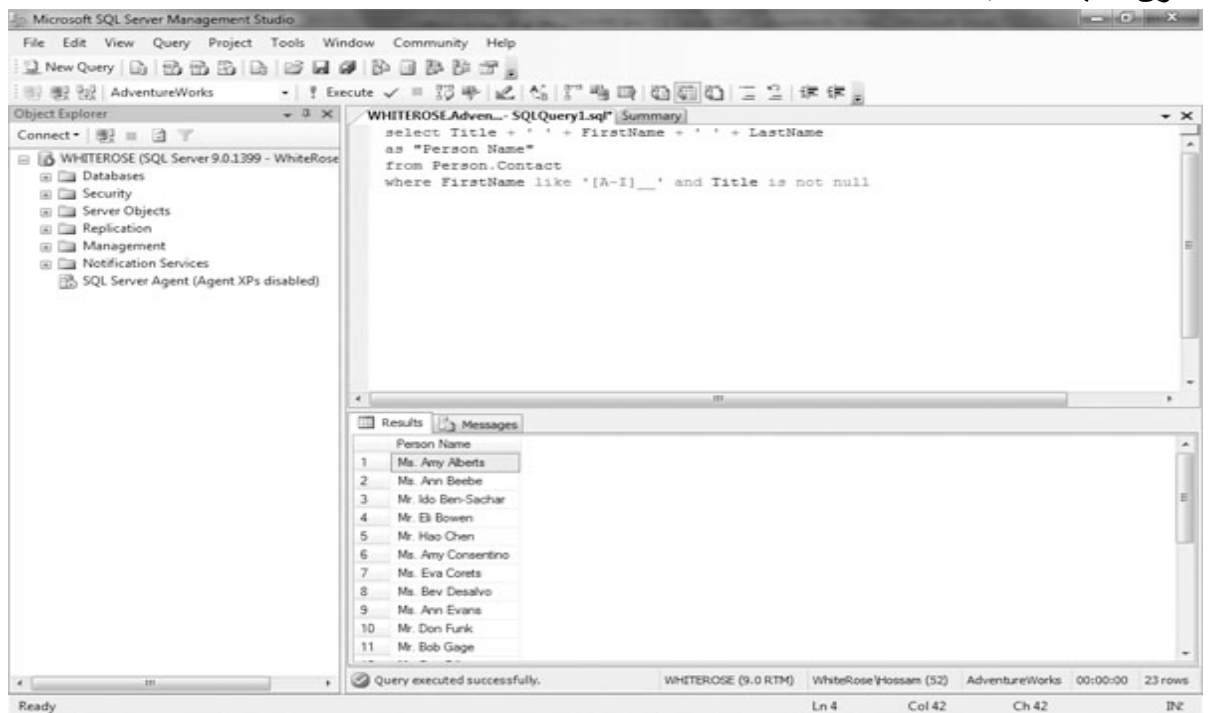 Microsoft SQL Server Management Studio
File Edit View Query Project Tools Window Community Help
New Query
AdventureWorks ! Execute
Object Explorer
Connect
WHITEROSE (SQL Server 9.0.1399 - WhiteRose
Databases
Security
Server Objects
Replication
Management
Notification Services
SQL Server Agent (Agent XPs disabled)
WHITEROSE.Adven...- SQLQuery1.sql* Summary
select Title + ' ' + FirstName + ' ' + LastName
as "Person Name"
from Person.Contact
where FirstName like '[A-I]__' and Title is not null
Results Messages
Person Name
1 Ms. Amy Alberts
2 Ms. Ann Beebe
3 Mr. Ido Ben-Sachar
4 Mr. Eli Bowen
5 Mr. Hao Chen
6 Ms. Amy Consentino
7 Ms. Eva Corets
8 Ms. Bev Desalvo
9 Ms. Ann Evans
10 Mr. Don Funk
11 Mr. Bob Gage
Query executed successfully. WHITEROSE (9.0 RTM) WhiteRose\Hossam (52) AdventureWorks 00:00:00 23 rows
Ready Ln 4 Col 42 Ch 42